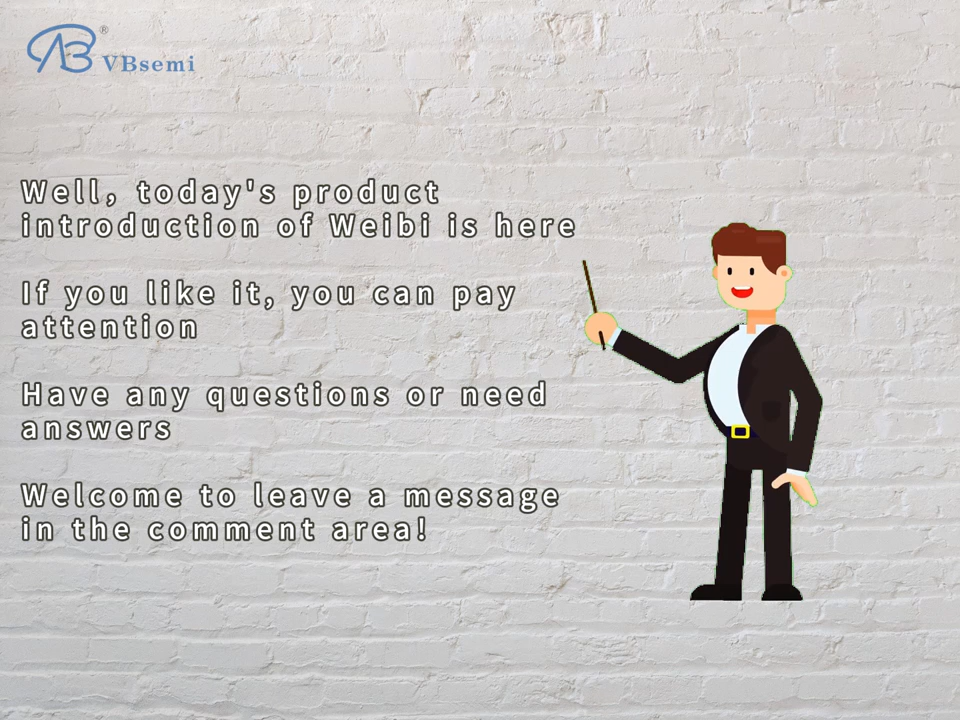 VBsemi
Well, today's product
introduction of Weibi is here
If you like it, you can pay
attention
Have any questions or need
answers
Welcome to leave a message
in the comment area!